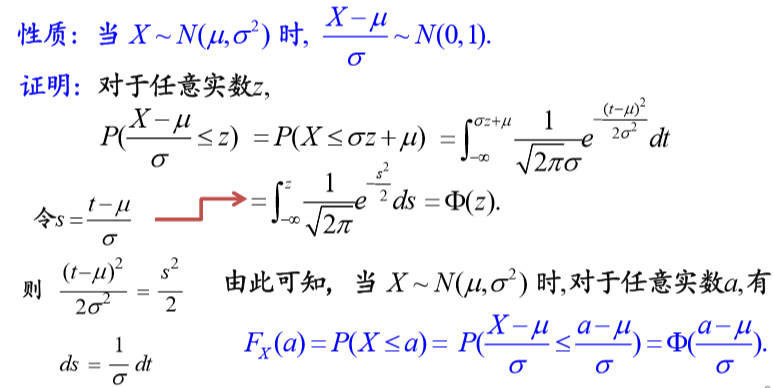 性质：当 X ~ N(μ,σ²) 时, (X−μ)/σ ~ N(0,1).
证明：对于任意实数z,
P((X−μ)/σ ≤ z) = P(X ≤ σz+μ) = ∫_{−∞}^{σz+μ} 1/(√(2π)σ) e^{−(t−μ)²/(2σ²)} dt
令s = (t−μ)/σ
= ∫_{−∞}^{z} 1/√(2π) e^{−s²/2} ds = Φ(z).
则 (t−μ)²/(2σ²) = s²/2
ds = (1/σ) dt
由此可知，当 X ~ N(μ,σ²) 时,对于任意实数a,有
F_X(a) = P(X ≤ a) = P((X−μ)/σ ≤ (a−μ)/σ) = Φ((a−μ)/σ).